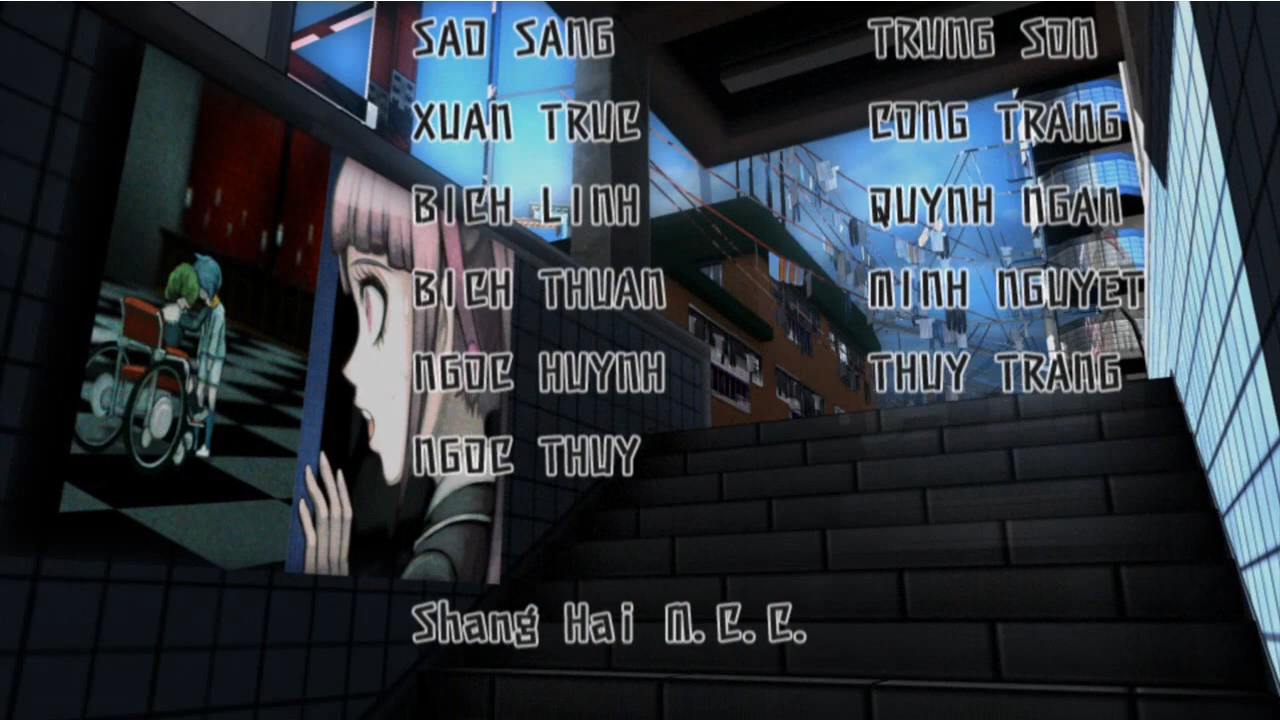 SAO SANG TRUNG SON
XUAN TRUC CONG TRANG
BICH LINH QUYNH NGAN
BICH THUAN MINH NGUYET
NGOC HUYNH THUY TRANG
NGOC THUY
Shang Hai M.C.C.